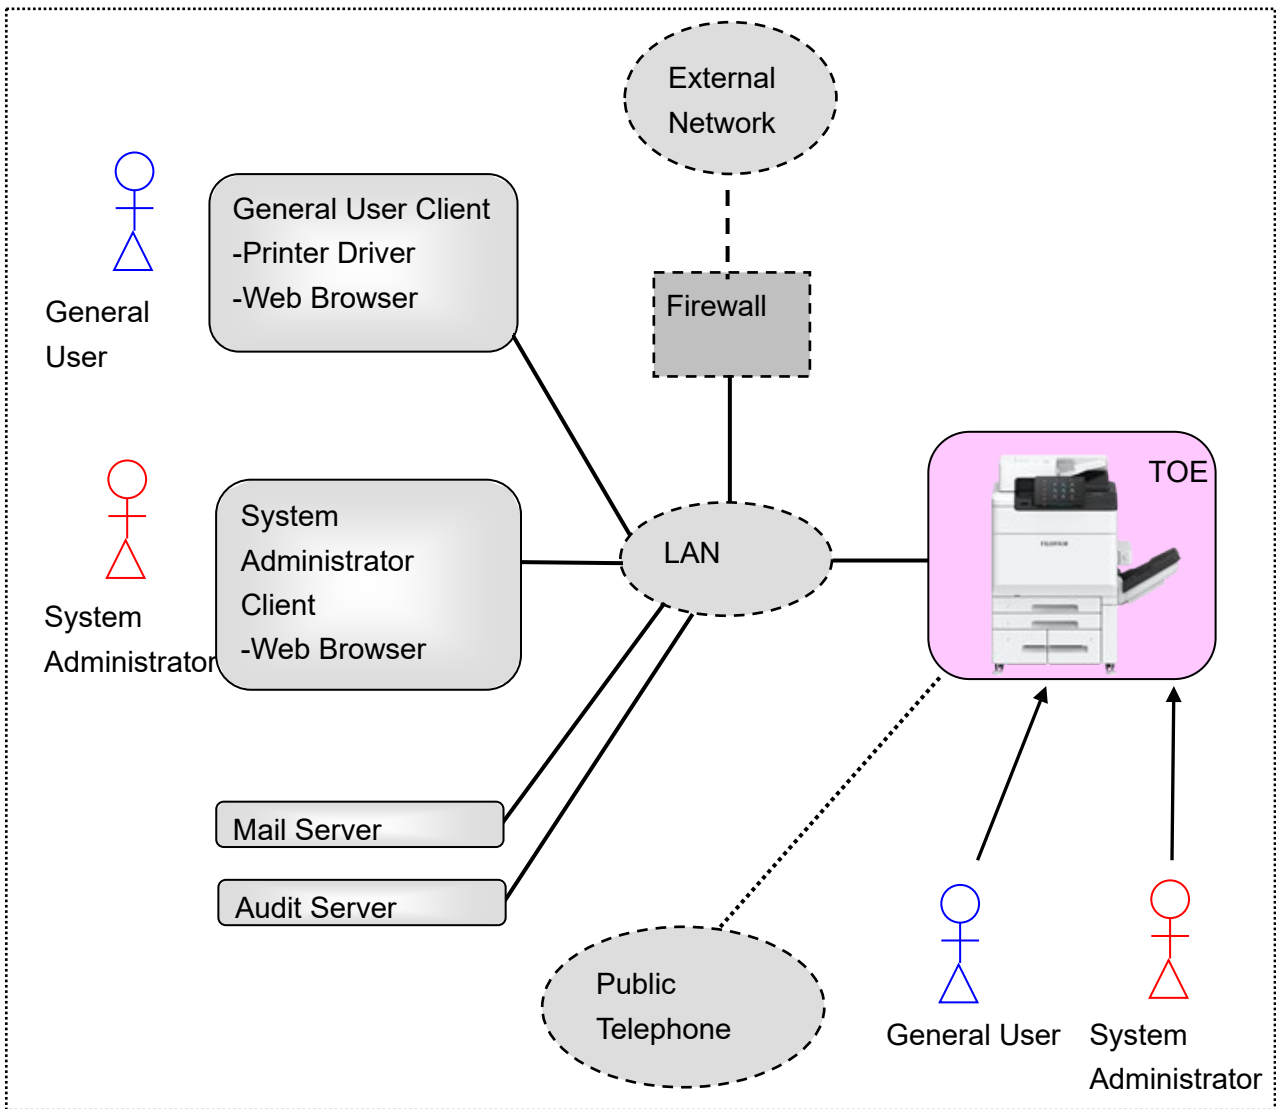 External
Network
General User Client
-Printer Driver
-Web Browser
General
User
Firewall
TOE
FUJIFILM
System
Administrator
Client
-Web Browser
LAN
System
Administrator
Mail Server
Audit Server
Public
Telephone
General User
System
Administrator